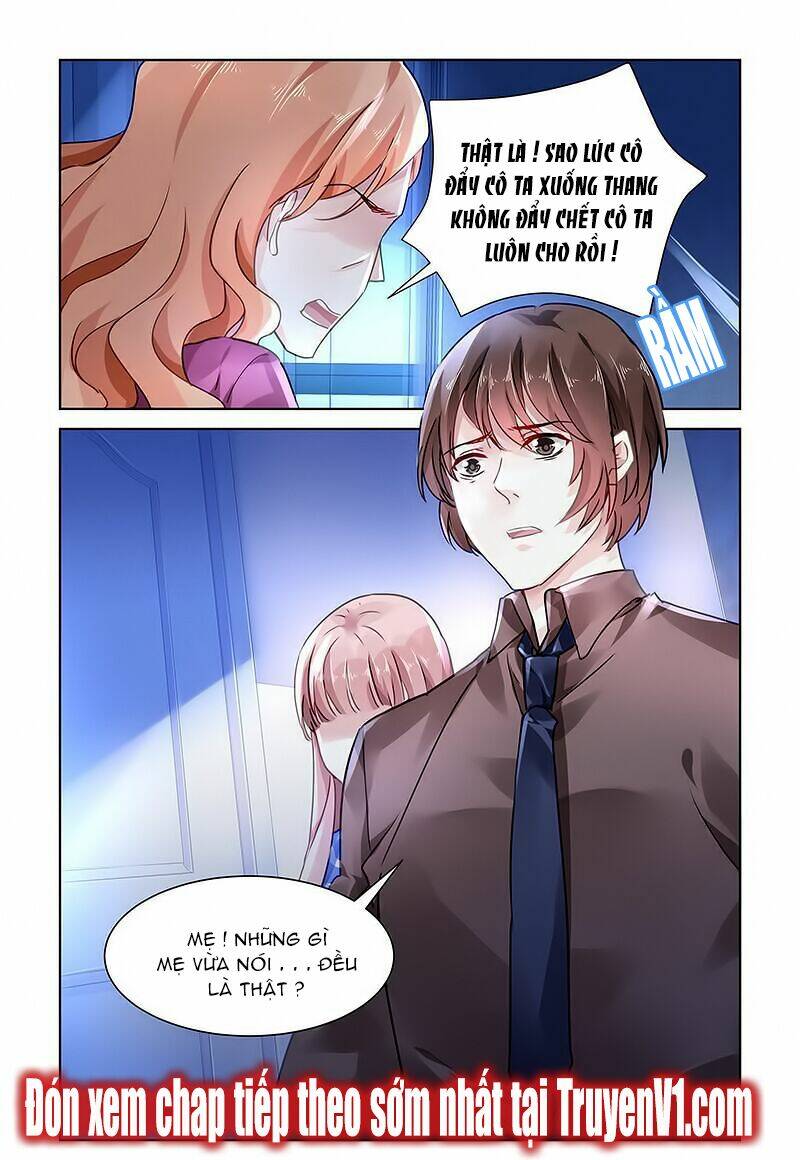 THẬT LÀ ! SAO LÚC CÔ
ĐẨY CÔ TA XUỐNG THANG
KHÔNG ĐẨY CHẾT CÔ TA
LUÔN CHO RỒI !
RẦM
MẸ ! NHỮNG GÌ
MẸ VỪA NÓI . . . ĐỀU
LÀ THẬT ?
Đón xem chap tiếp theo sớm nhất tại TruyenV1.com